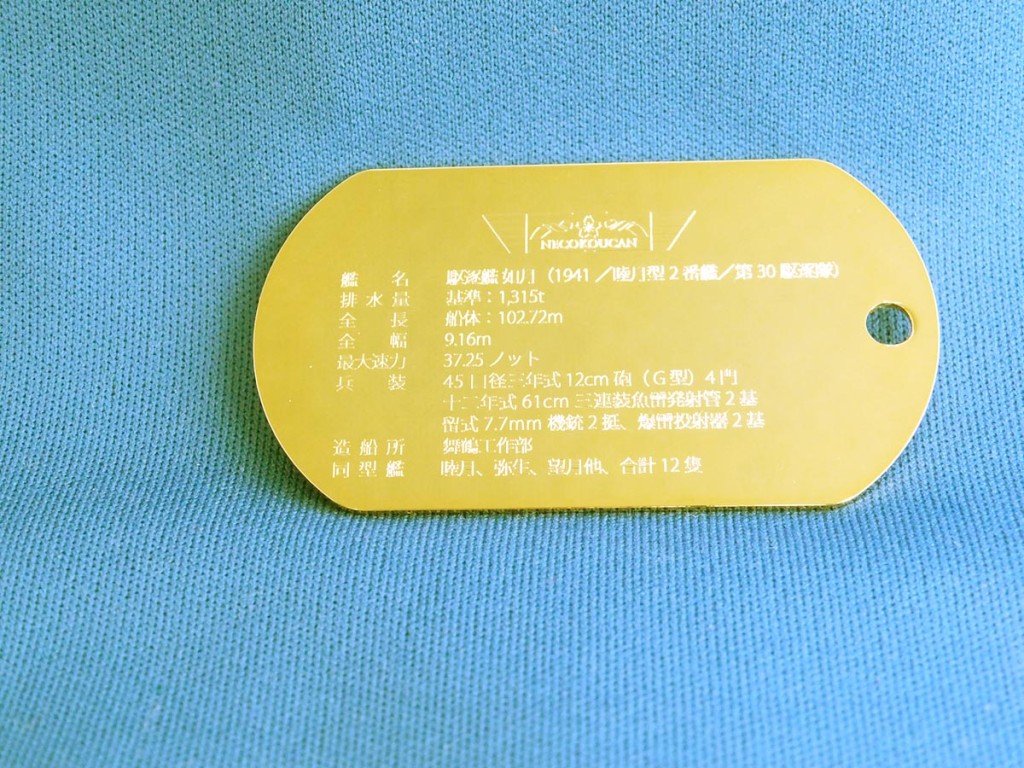 NECOKOUCAN
艦名 駆逐艦 如月（1941／睦月型2番艦／第30駆逐隊）
排水量 基準：1,315t
全長 船体：102.72m
全幅 9.16m
最大速力 37.25ノット
兵装 45口径三年式12cm砲（G型）4門
十二年式61cm三連装魚雷発射管2基
留式7.7mm機銃2挺、爆雷投射器2基
造船所 舞鶴工作部
同型艦 睦月、弥生、望月他、合計12隻